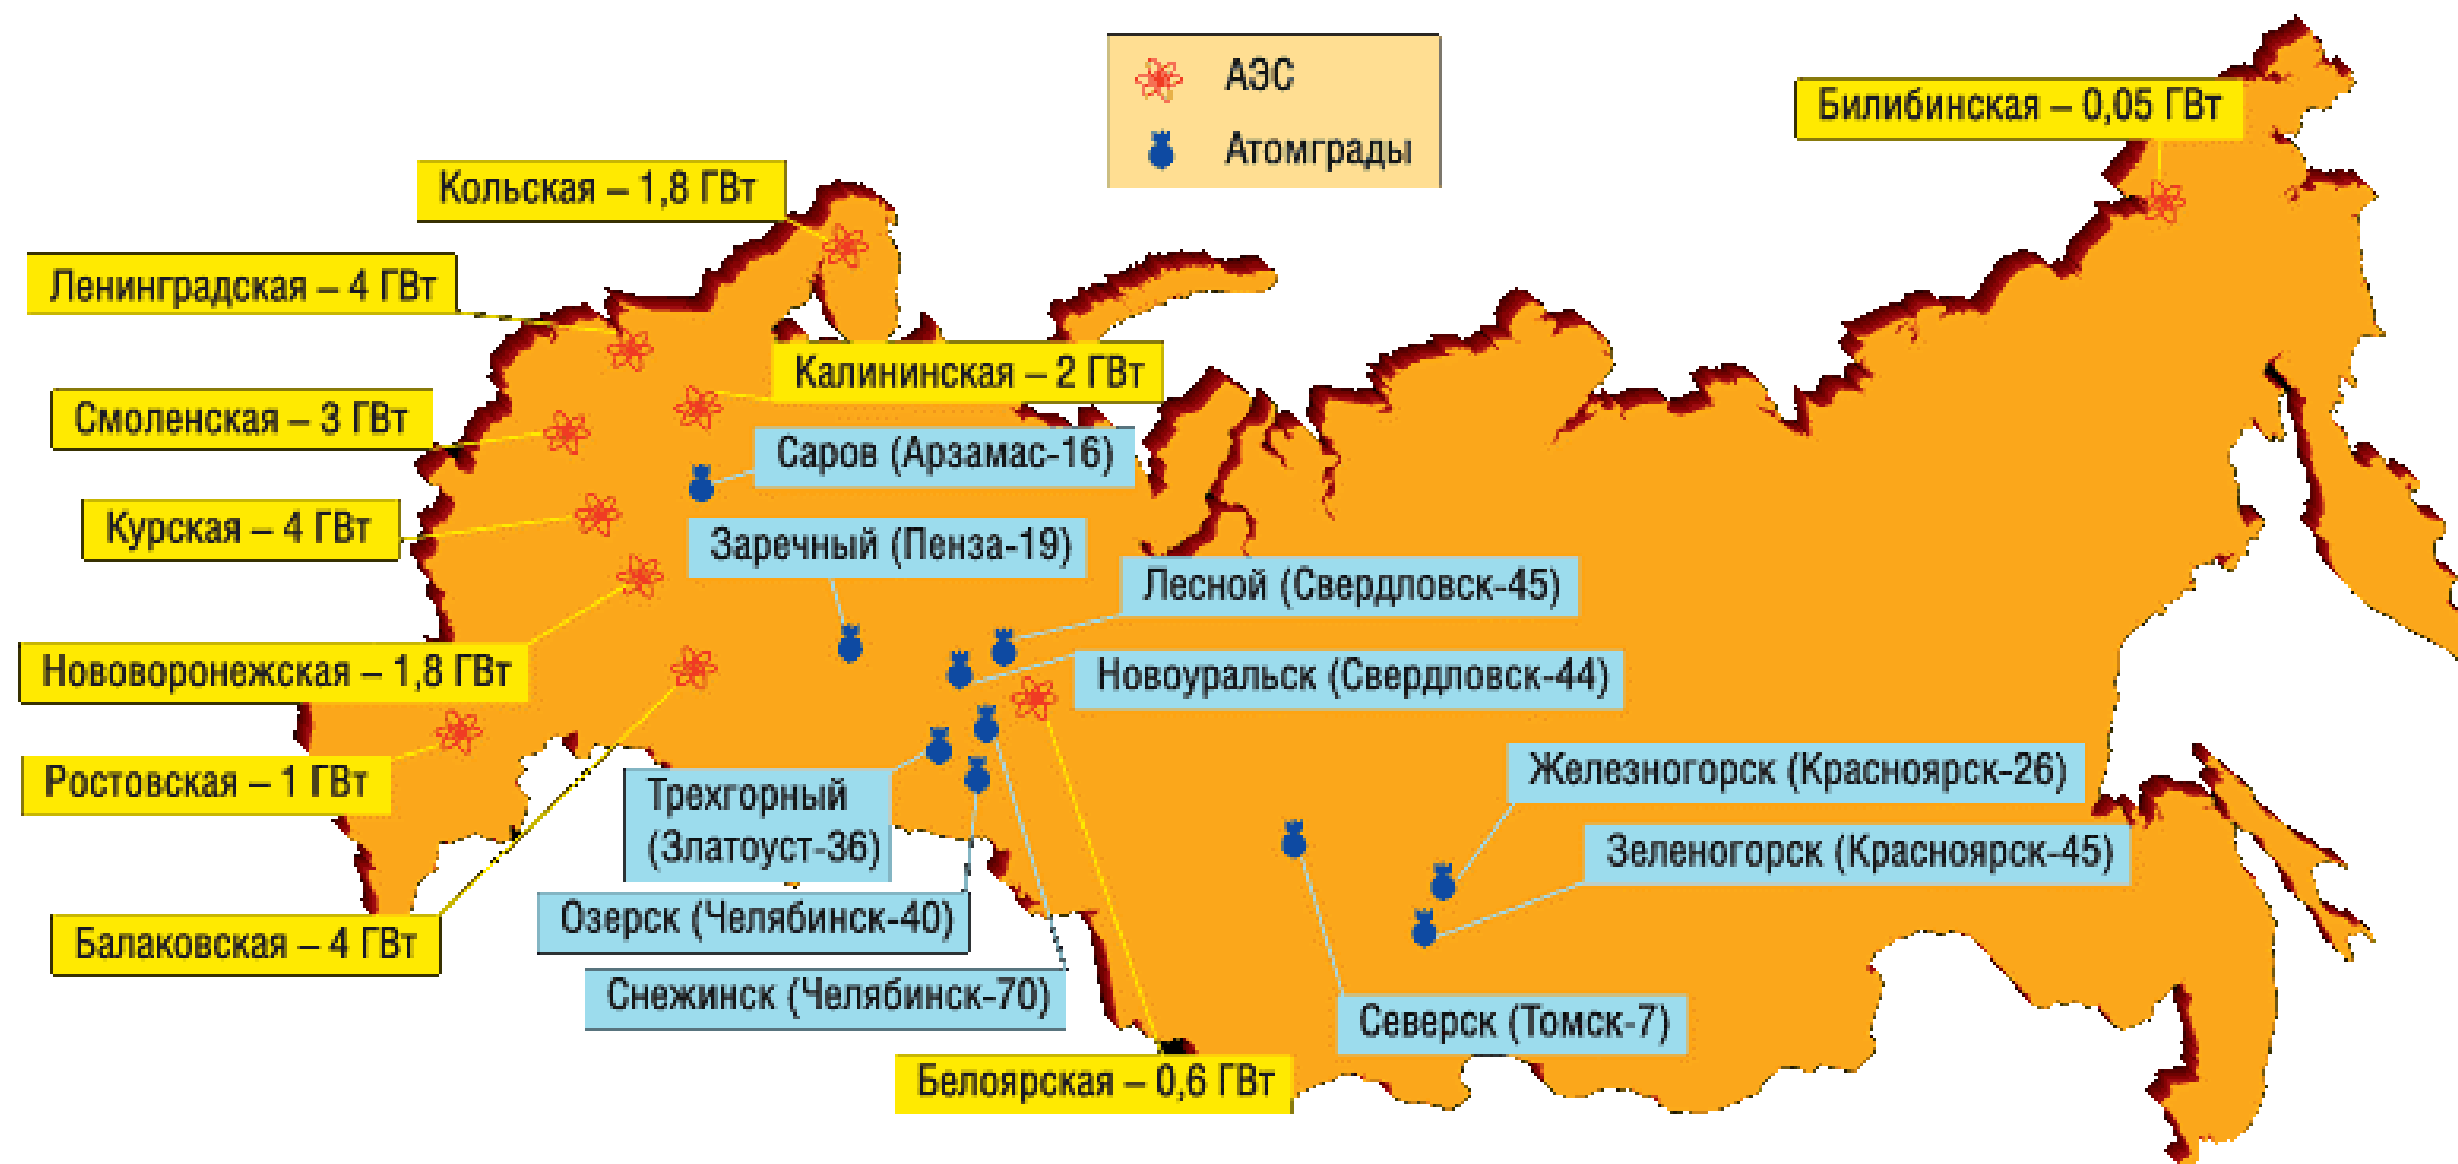 АЭС
Атомграды
Билибинская – 0,05 ГВт
Кольская – 1,8 ГВт
Ленинградская – 4 ГВт
Калининская – 2 ГВт
Смоленская – 3 ГВт
Саров (Арзамас-16)
Курская – 4 ГВт
Заречный (Пенза-19)
Лесной (Свердловск-45)
Нововоронежская – 1,8 ГВт
Новоуральск (Свердловск-44)
Ростовская – 1 ГВт
Трехгорный
(Златоуст-36)
Железногорск (Красноярск-26)
Зеленогорск (Красноярск-45)
Озерск (Челябинск-40)
Балаковская – 4 ГВт
Снежинск (Челябинск-70)
Северск (Томск-7)
Белоярская – 0,6 ГВт